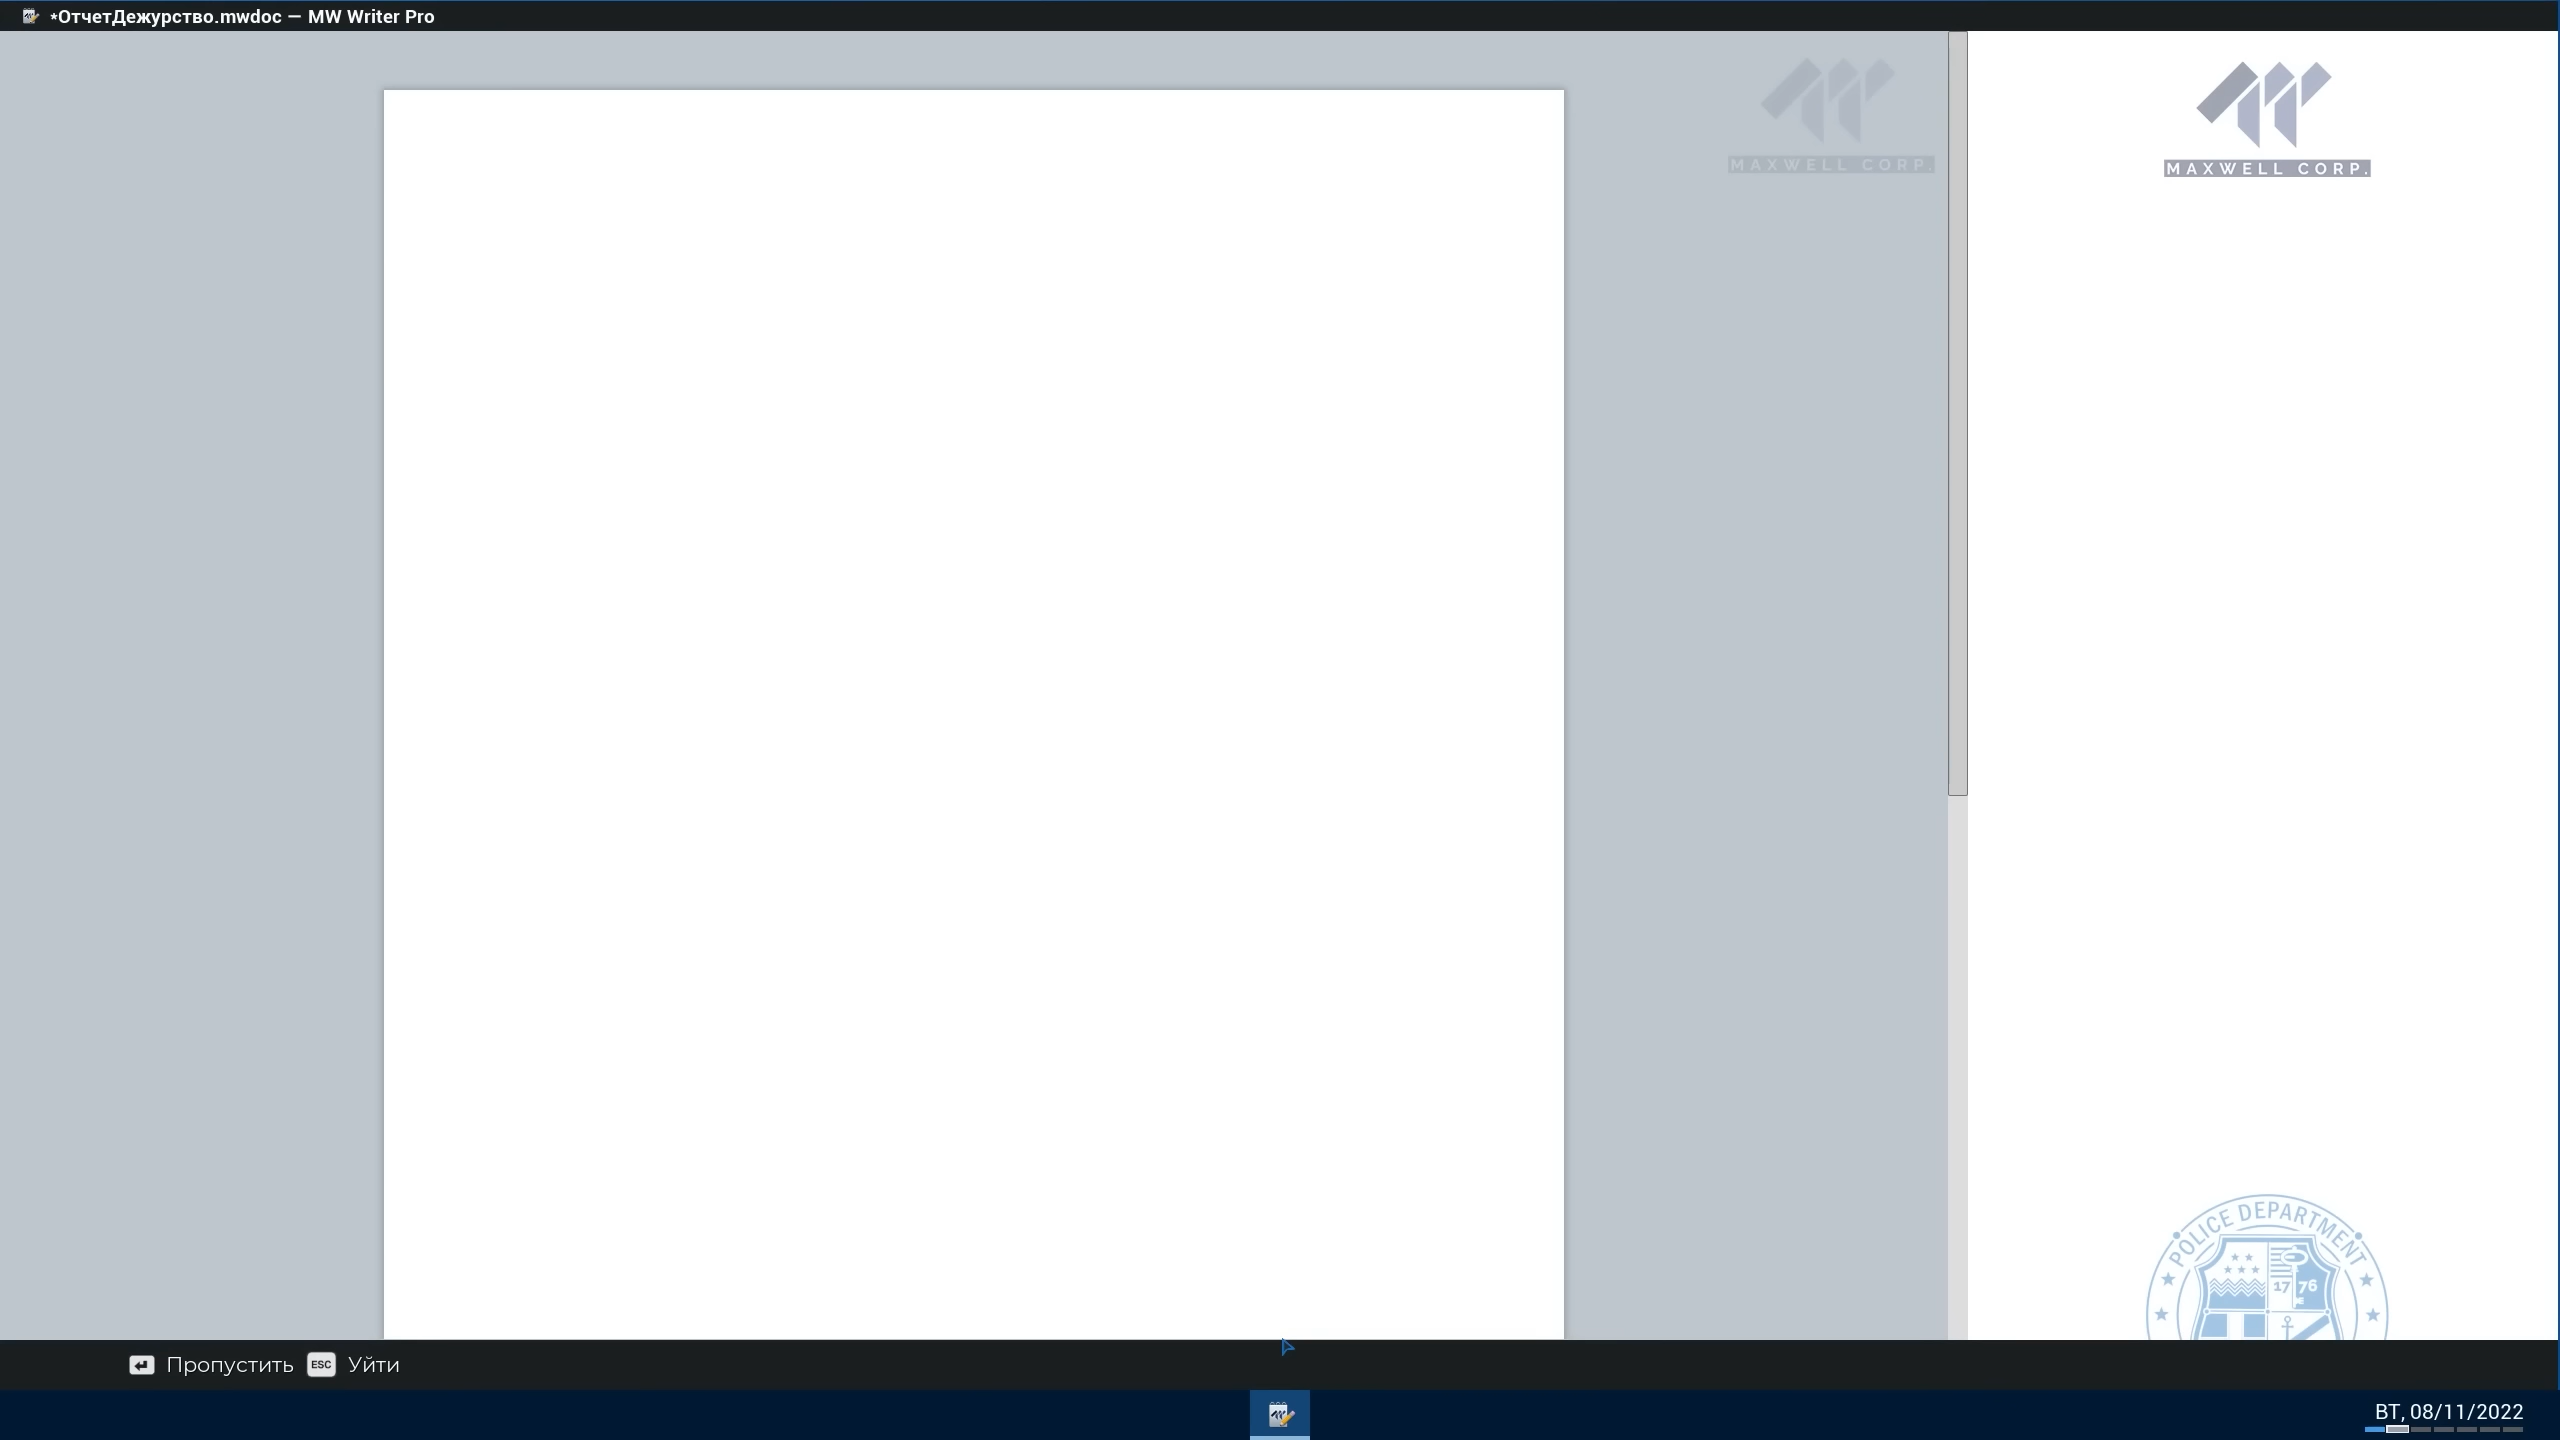 *ОтчетДежурство.mwdoc — MW Writer Pro
MAXWELL CORP.
MAXWELL CORP.
POLICE DEPARTMENT
17 76
Пропустить ESC Уйти
ВТ, 08/11/2022